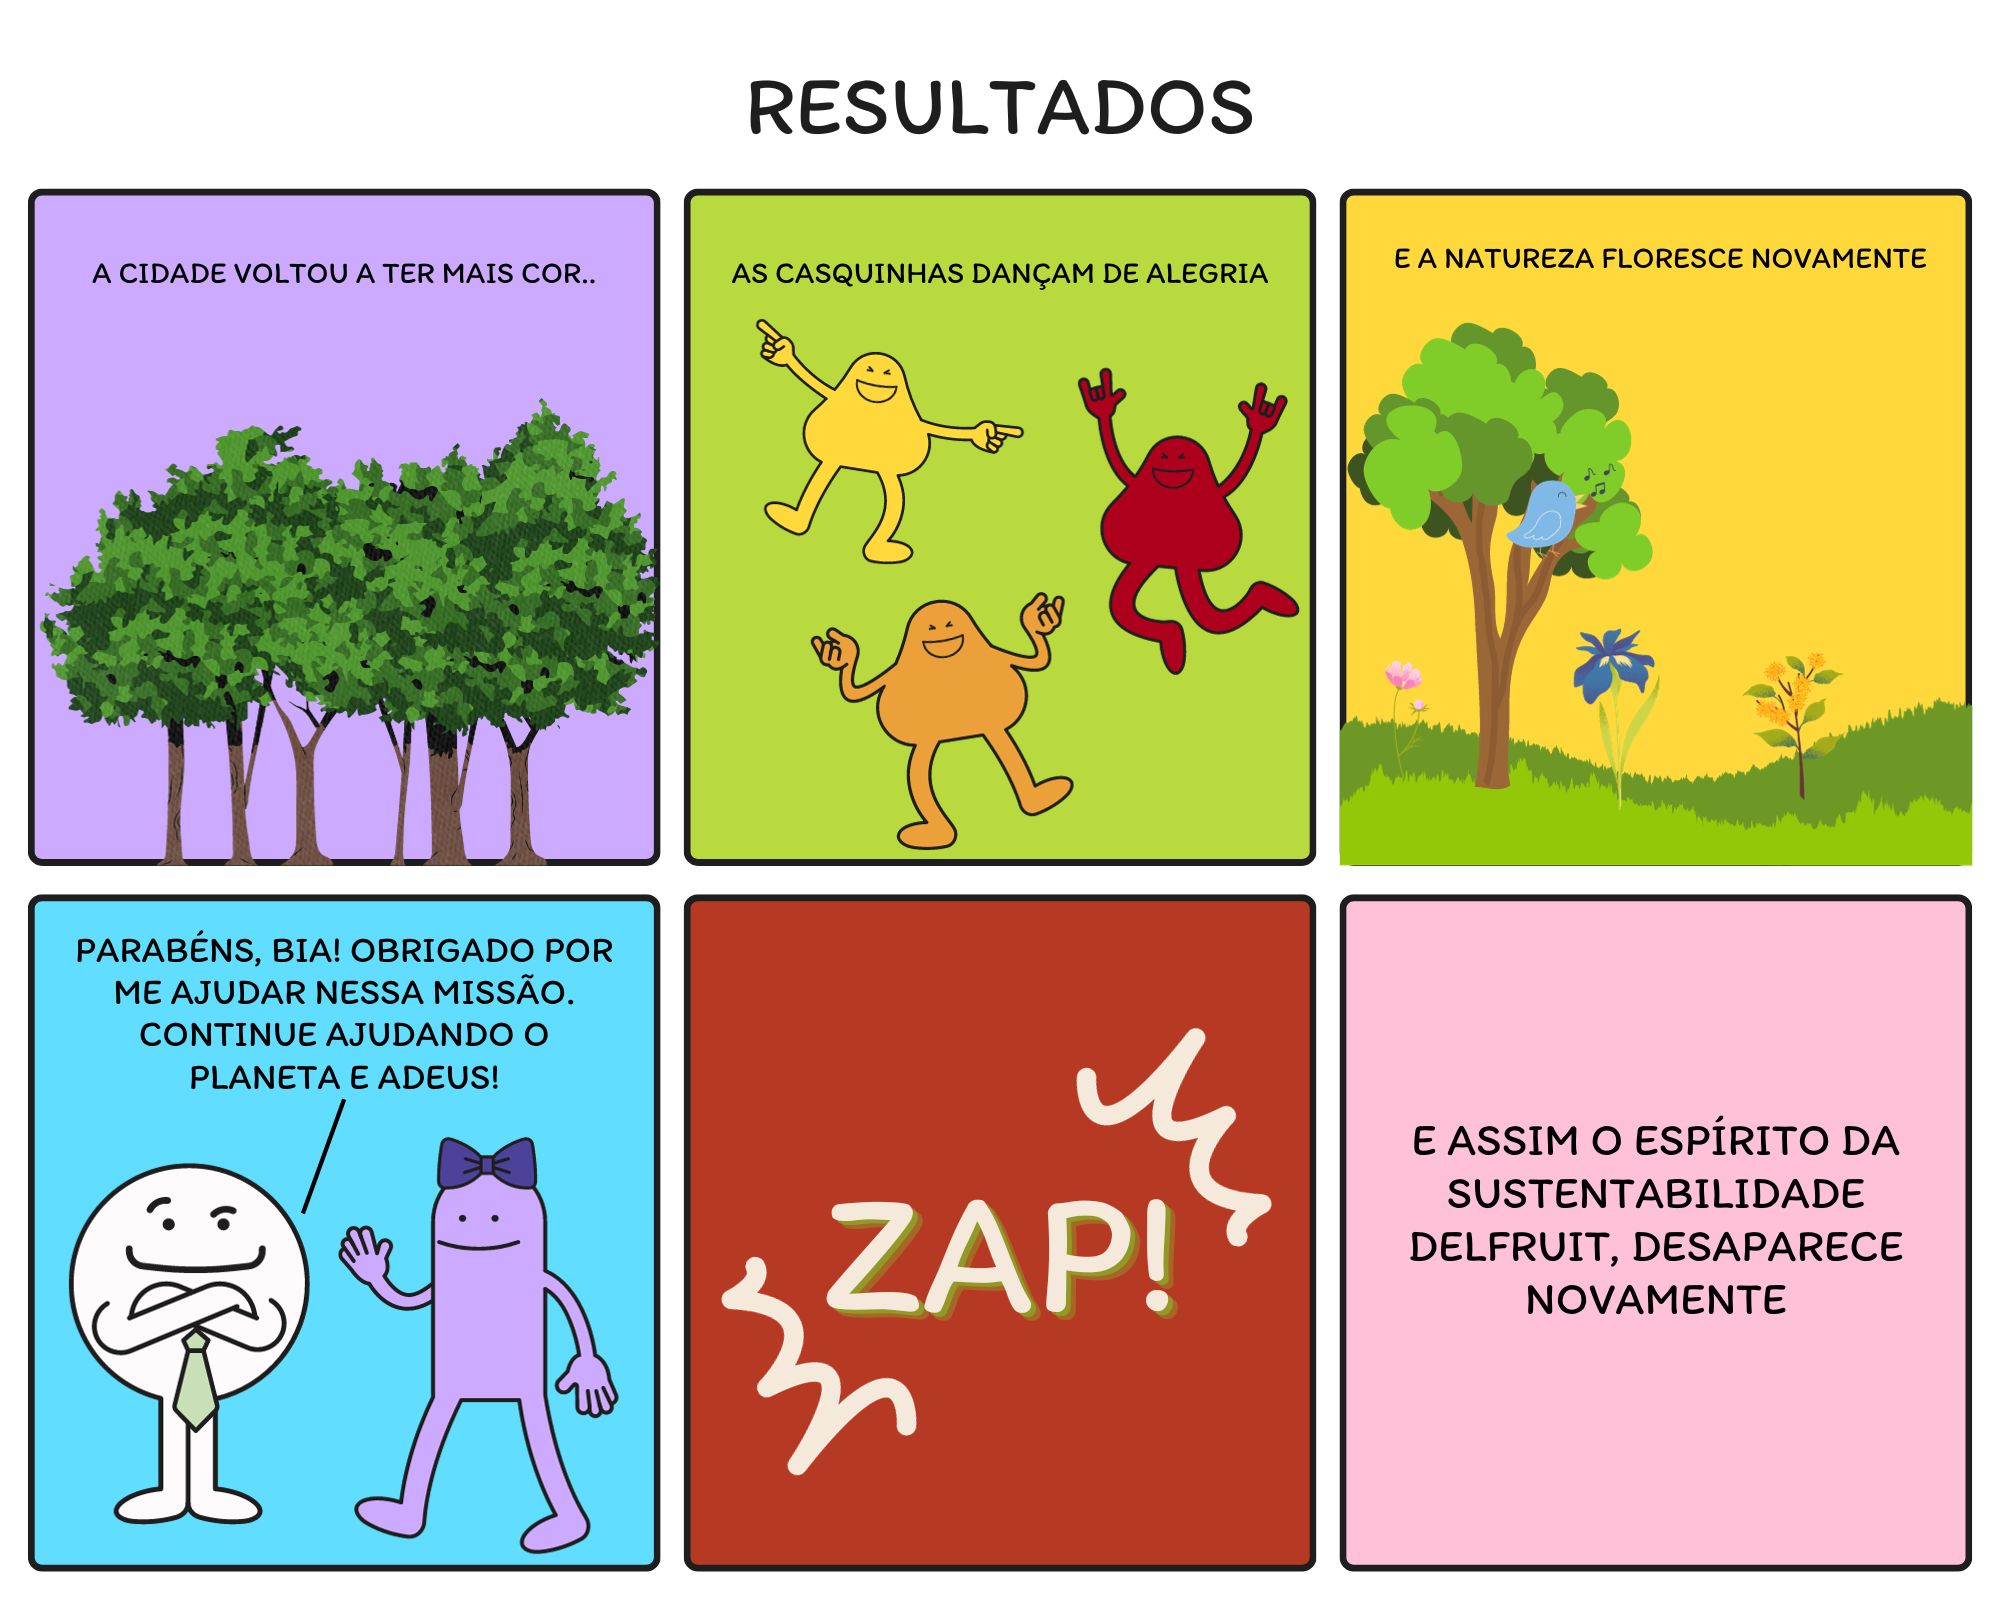 RESULTADOS
A CIDADE VOLTOU A TER MAIS COR..
AS CASQUINHAS DANÇAM DE ALEGRIA
E A NATUREZA FLORESCE NOVAMENTE
PARABÉNS, BIA! OBRIGADO POR
ME AJUDAR NESSA MISSÃO.
CONTINUE AJUDANDO O
PLANETA E ADEUS!
ZAP!
E ASSIM O ESPÍRITO DA
SUSTENTABILIDADE
DELFRUIT, DESAPARECE
NOVAMENTE